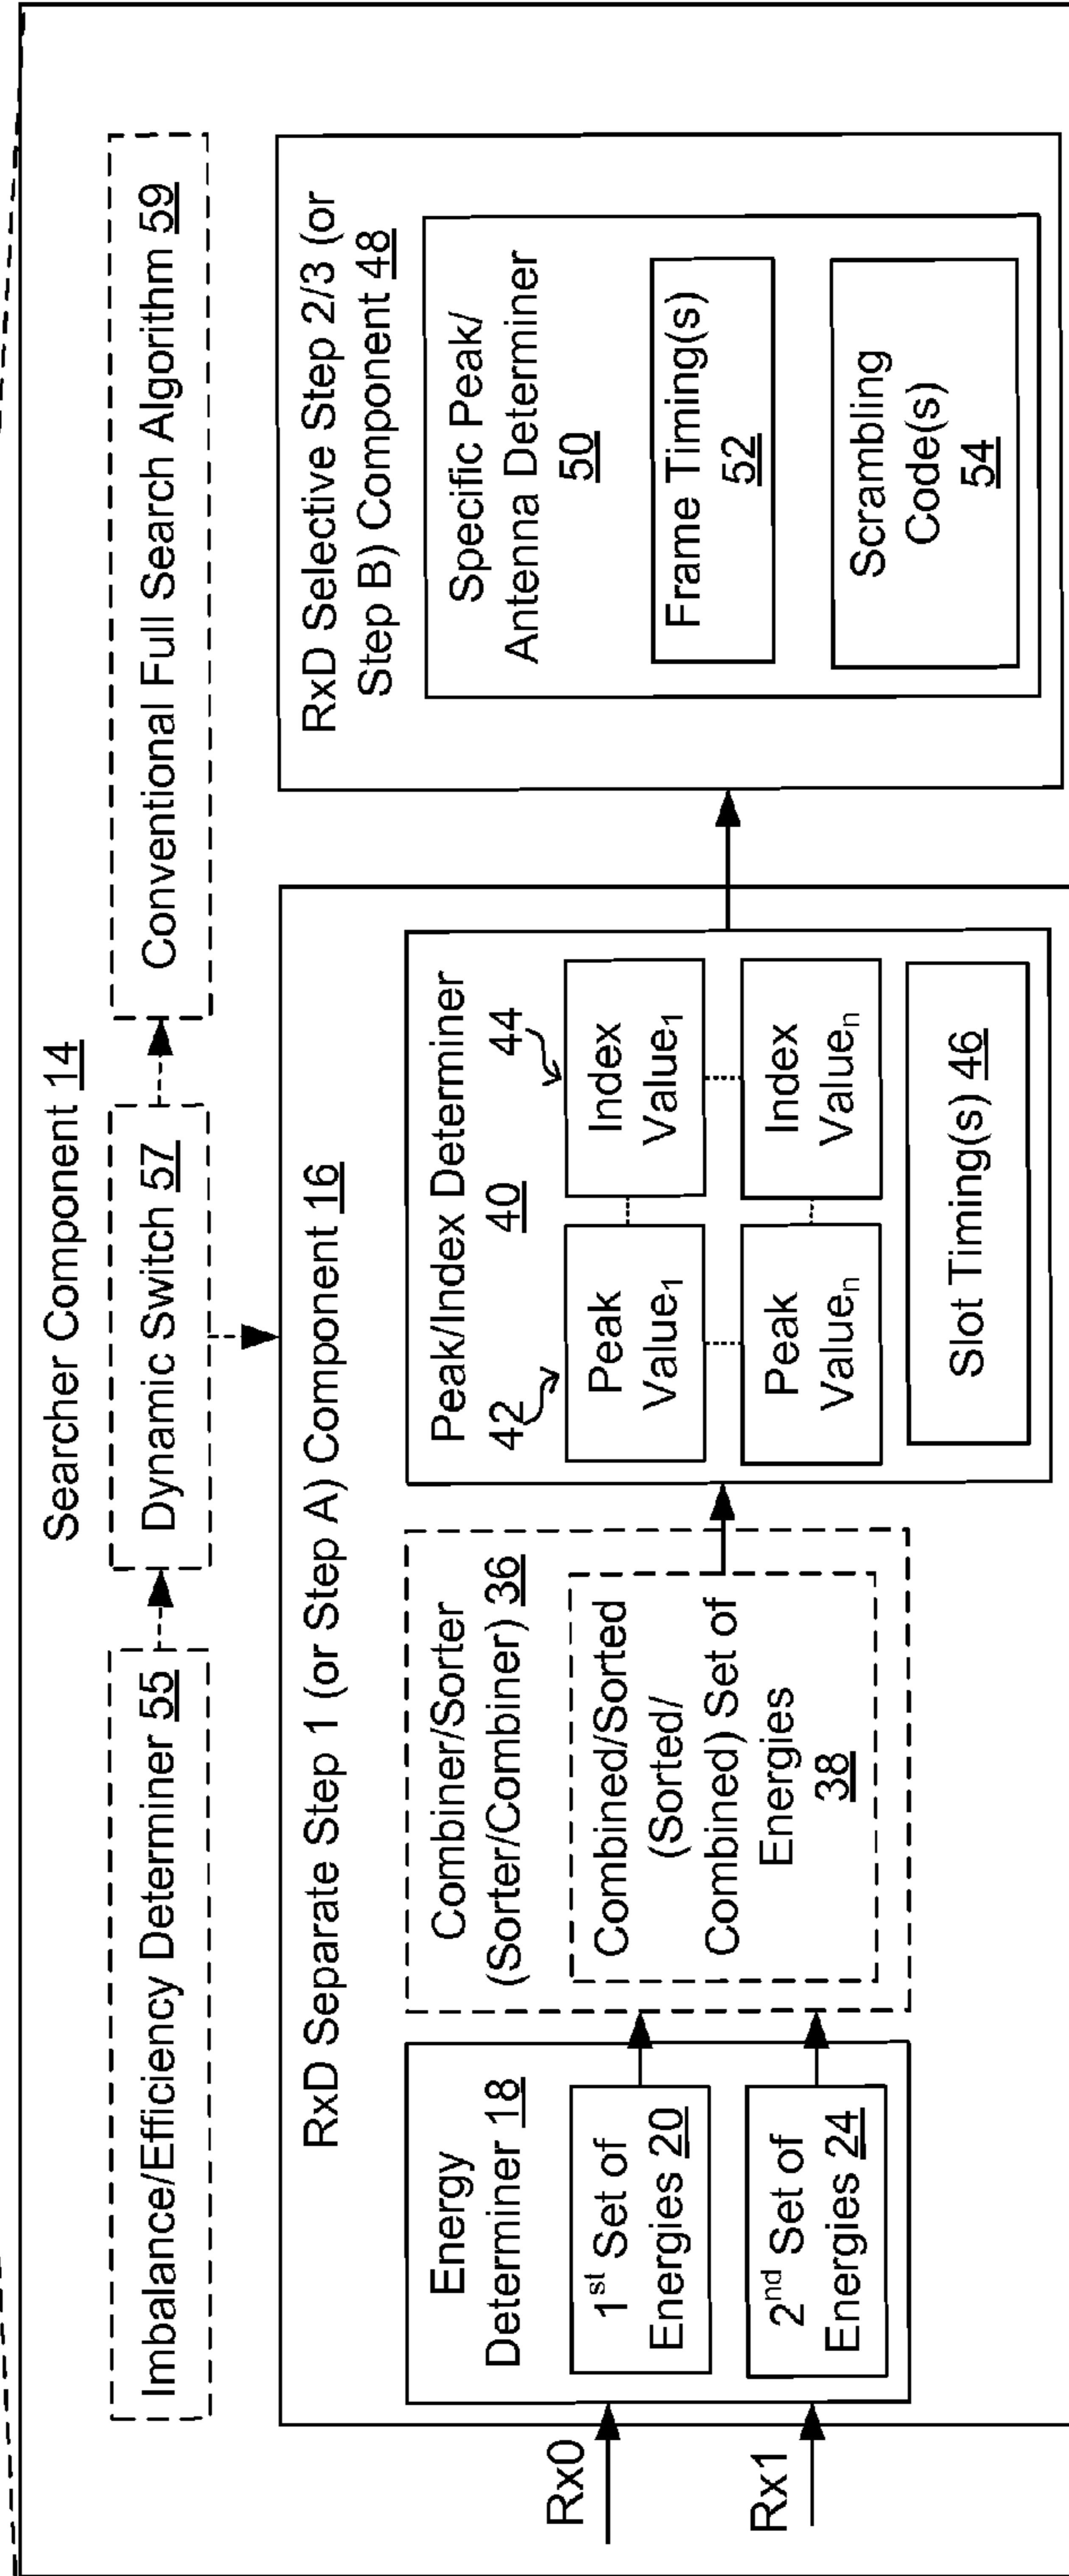 Searcher Component 14
Imbalance/Efficiency Determiner 55
Dynamic Switch 57
Conventional Full Search Algorithm 59
RxD Separate Step 1 (or Step A) Component 16
Rx0
Rx1
Energy
Determiner 18
1st Set of
Energies 20
2nd Set of
Energies 24
Combiner/Sorter
(Sorter/Combiner) 36
Combined/Sorted
(Sorted/
Combined) Set of
Energies
38
Peak/Index Determiner
40
42
44
Peak
Value1
Index
Value1
Peak
Valuen
Index
Valuen
Slot Timing(s) 46
RxD Selective Step 2/3 (or
Step B) Component 48
Specific Peak/
Antenna Determiner
50
Frame Timing(s)
52
Scrambling
Code(s)
54